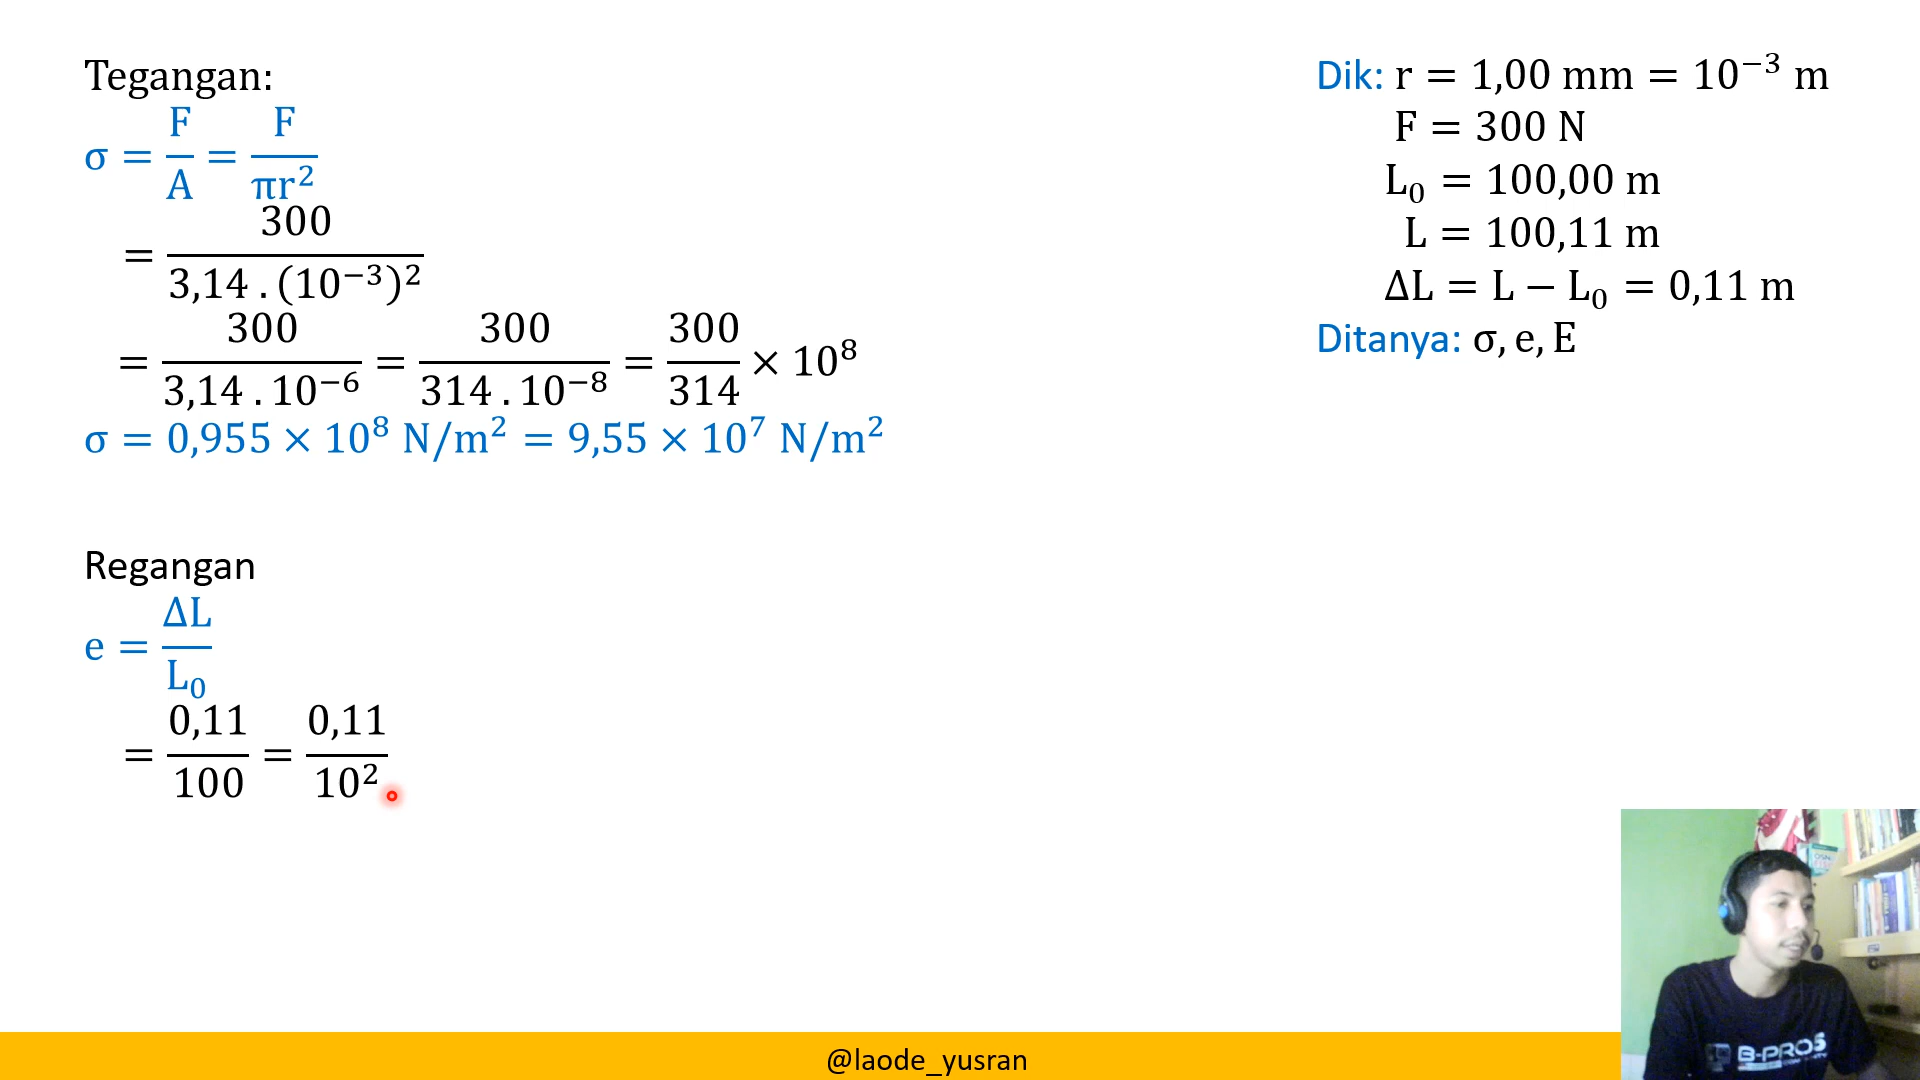 Tegangan:
σ = F/A = F/πr²
= 300/3,14 . (10⁻³)²
= 300/3,14 . 10⁻⁶ = 300/314 . 10⁻⁸ = 300/314 × 10⁸
σ = 0,955 × 10⁸ N/m² = 9,55 × 10⁷ N/m²
Regangan
e = ΔL/L₀
= 0,11/100 = 0,11/10²
Dik: r = 1,00 mm = 10⁻³ m
F = 300 N
L₀ = 100,00 m
L = 100,11 m
ΔL = L − L₀ = 0,11 m
Ditanya: σ, e, E
@laode_yusran
B-PROS